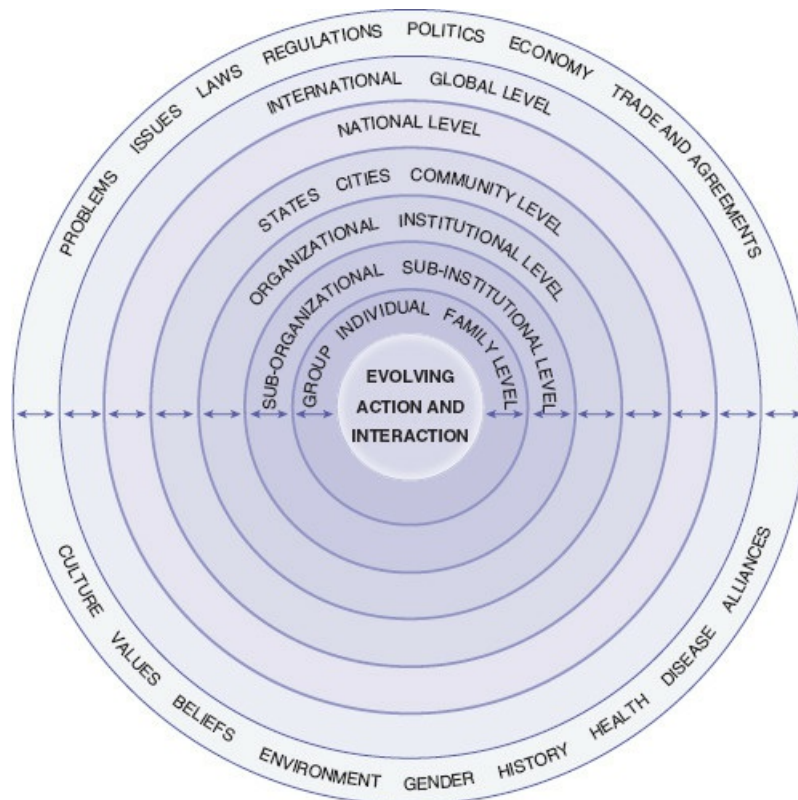 PROBLEMS ISSUES LAWS REGULATIONS POLITICS ECONOMY TRADE AND AGREEMENTS
INTERNATIONAL GLOBAL LEVEL
NATIONAL LEVEL
STATES CITIES COMMUNITY LEVEL
ORGANIZATIONAL INSTITUTIONAL LEVEL
SUB-ORGANIZATIONAL SUB-INSTITUTIONAL LEVEL
GROUP INDIVIDUAL FAMILY LEVEL
EVOLVING
ACTION AND
INTERACTION
CULTURE VALUES BELIEFS ENVIRONMENT GENDER HISTORY HEALTH DISEASE ALLIANCES